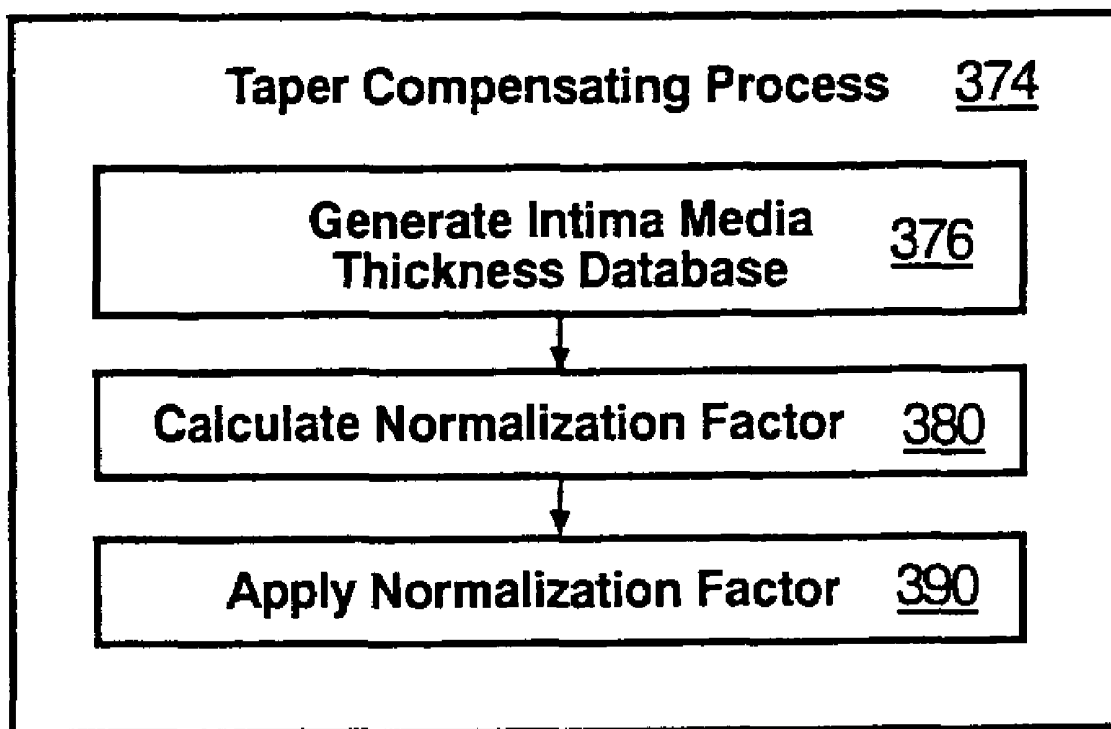 Taper Compensating Process 374
Generate Intima Media
Thickness Database 376
Calculate Normalization Factor 380
Apply Normalization Factor 390